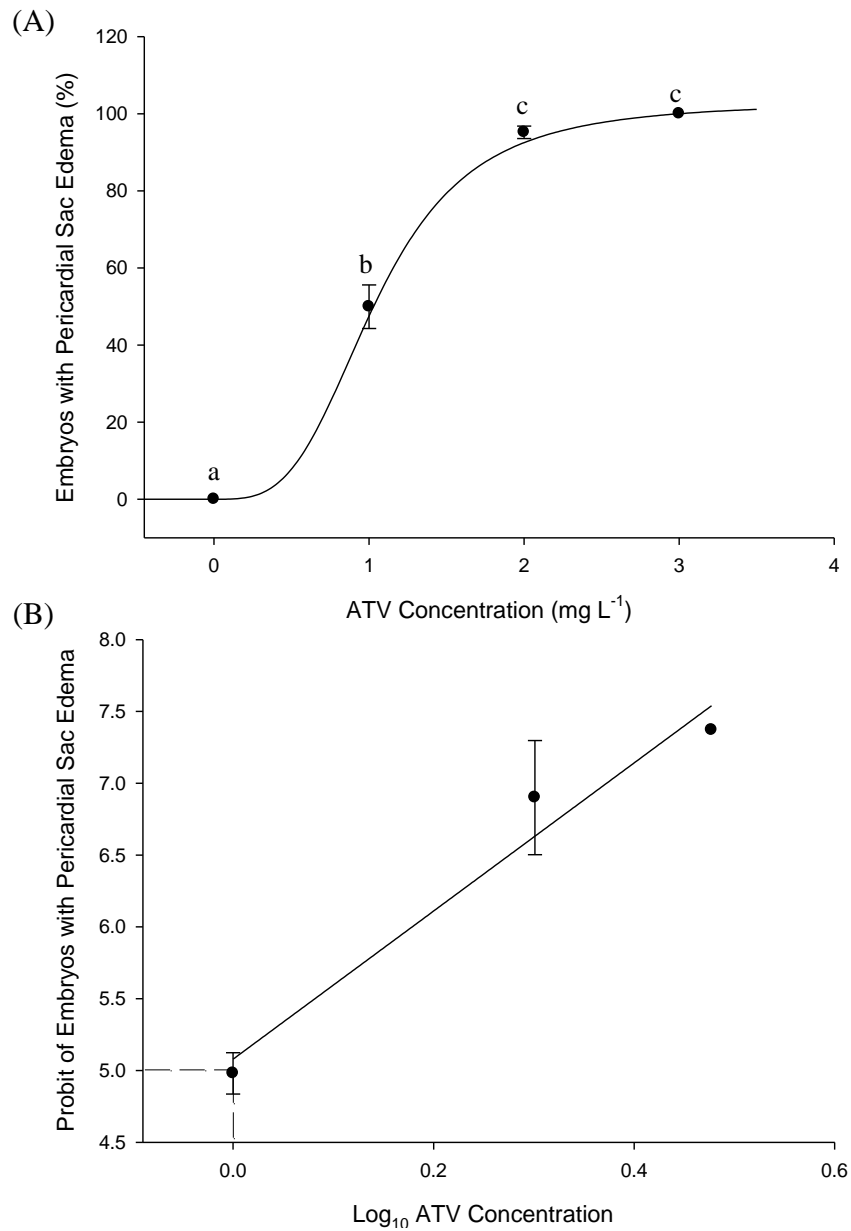 (A)
120
100
80
60
40
20
0
Embryos with Pericardial Sac Edema (%)
a
b
c
c
0 1 2 3 4
ATV Concentration (mg L⁻¹)
(B)
8.0
7.5
7.0
6.5
6.0
5.5
5.0
4.5
Probit of Embryos with Pericardial Sac Edema
0.0 0.2 0.4 0.6
Log₁₀ ATV Concentration